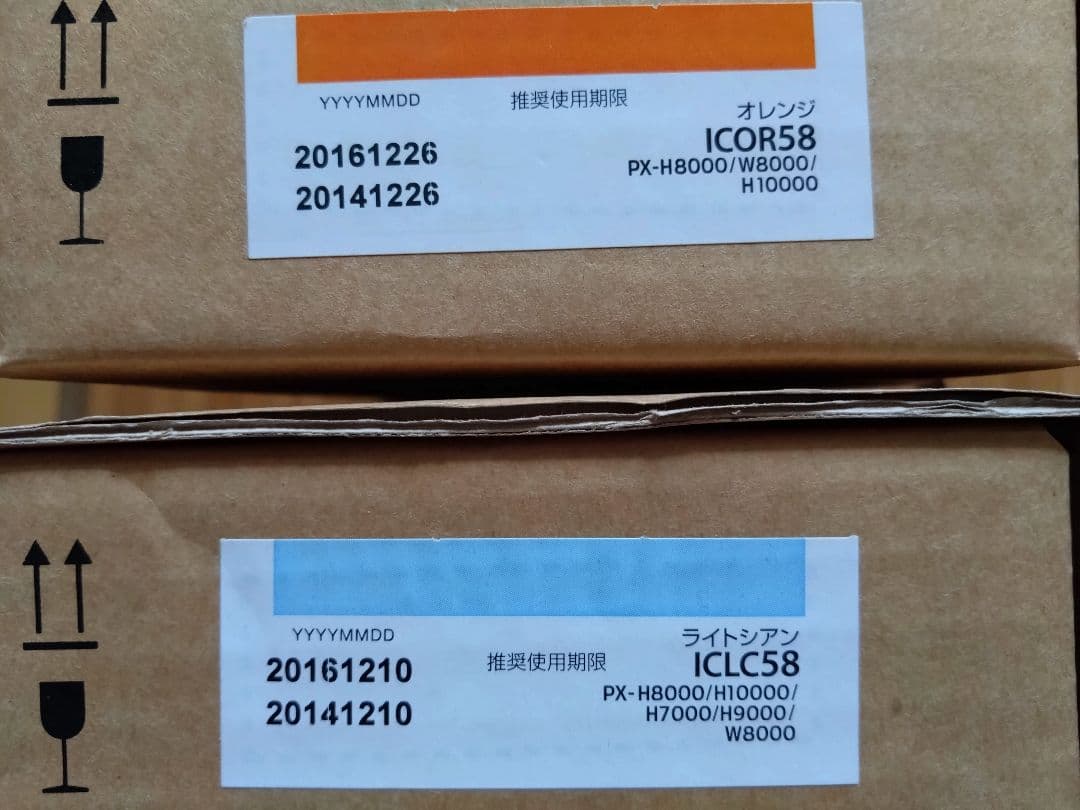 YYYYMMDD 推奨使用期限
オレンジ
ICOR58
20161226
PX-H8000/W8000/
20141226
H10000
YYYYMMDD
ライトシアン
20161210 推奨使用期限 ICLC58
PX-H8000/H10000/
20141210 H7000/H9000/
W8000